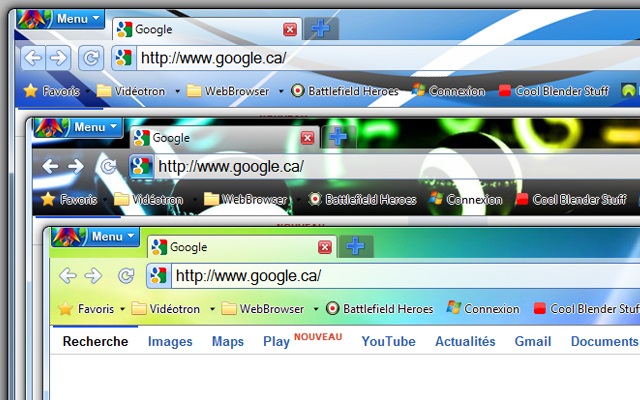 Menu
Google
http://www.google.ca/
Favoris Vidéotron WebBrowser Battlefield Heroes Connexion Cool Blender Stuff
Menu
Google
http://www.google.ca/
Favoris Vidéotron WebBrowser Battlefield Heroes Connexion Cool Blender Stuff
NOUVEAU
Menu
Google
http://www.google.ca/
Favoris Vidéotron WebBrowser Battlefield Heroes Connexion Cool Blender Stuf
Recherche Images Maps Play NOUVEAU YouTube Actualités Gmail Documents